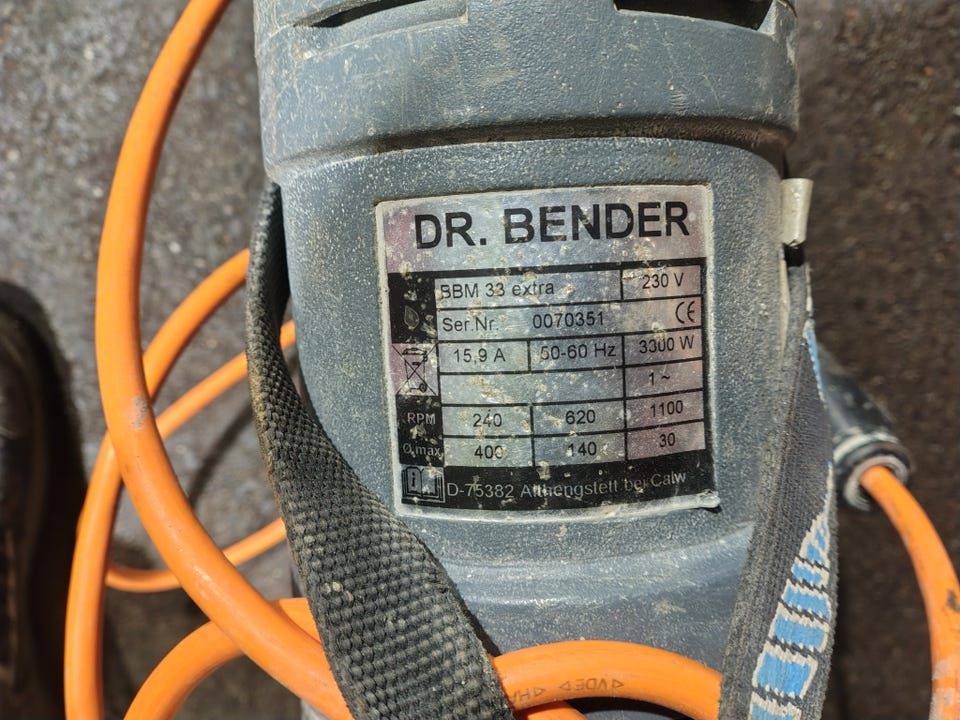 DR. BENDER
BBM 33 extra 230 V
Ser.Nr. 0070351 CE
15,9 A 50-60 Hz 3300 W
1 ~
RPM 240 620 1100
Ø max 400 140 30
D-75382 Althengstett bei Calw
VDE